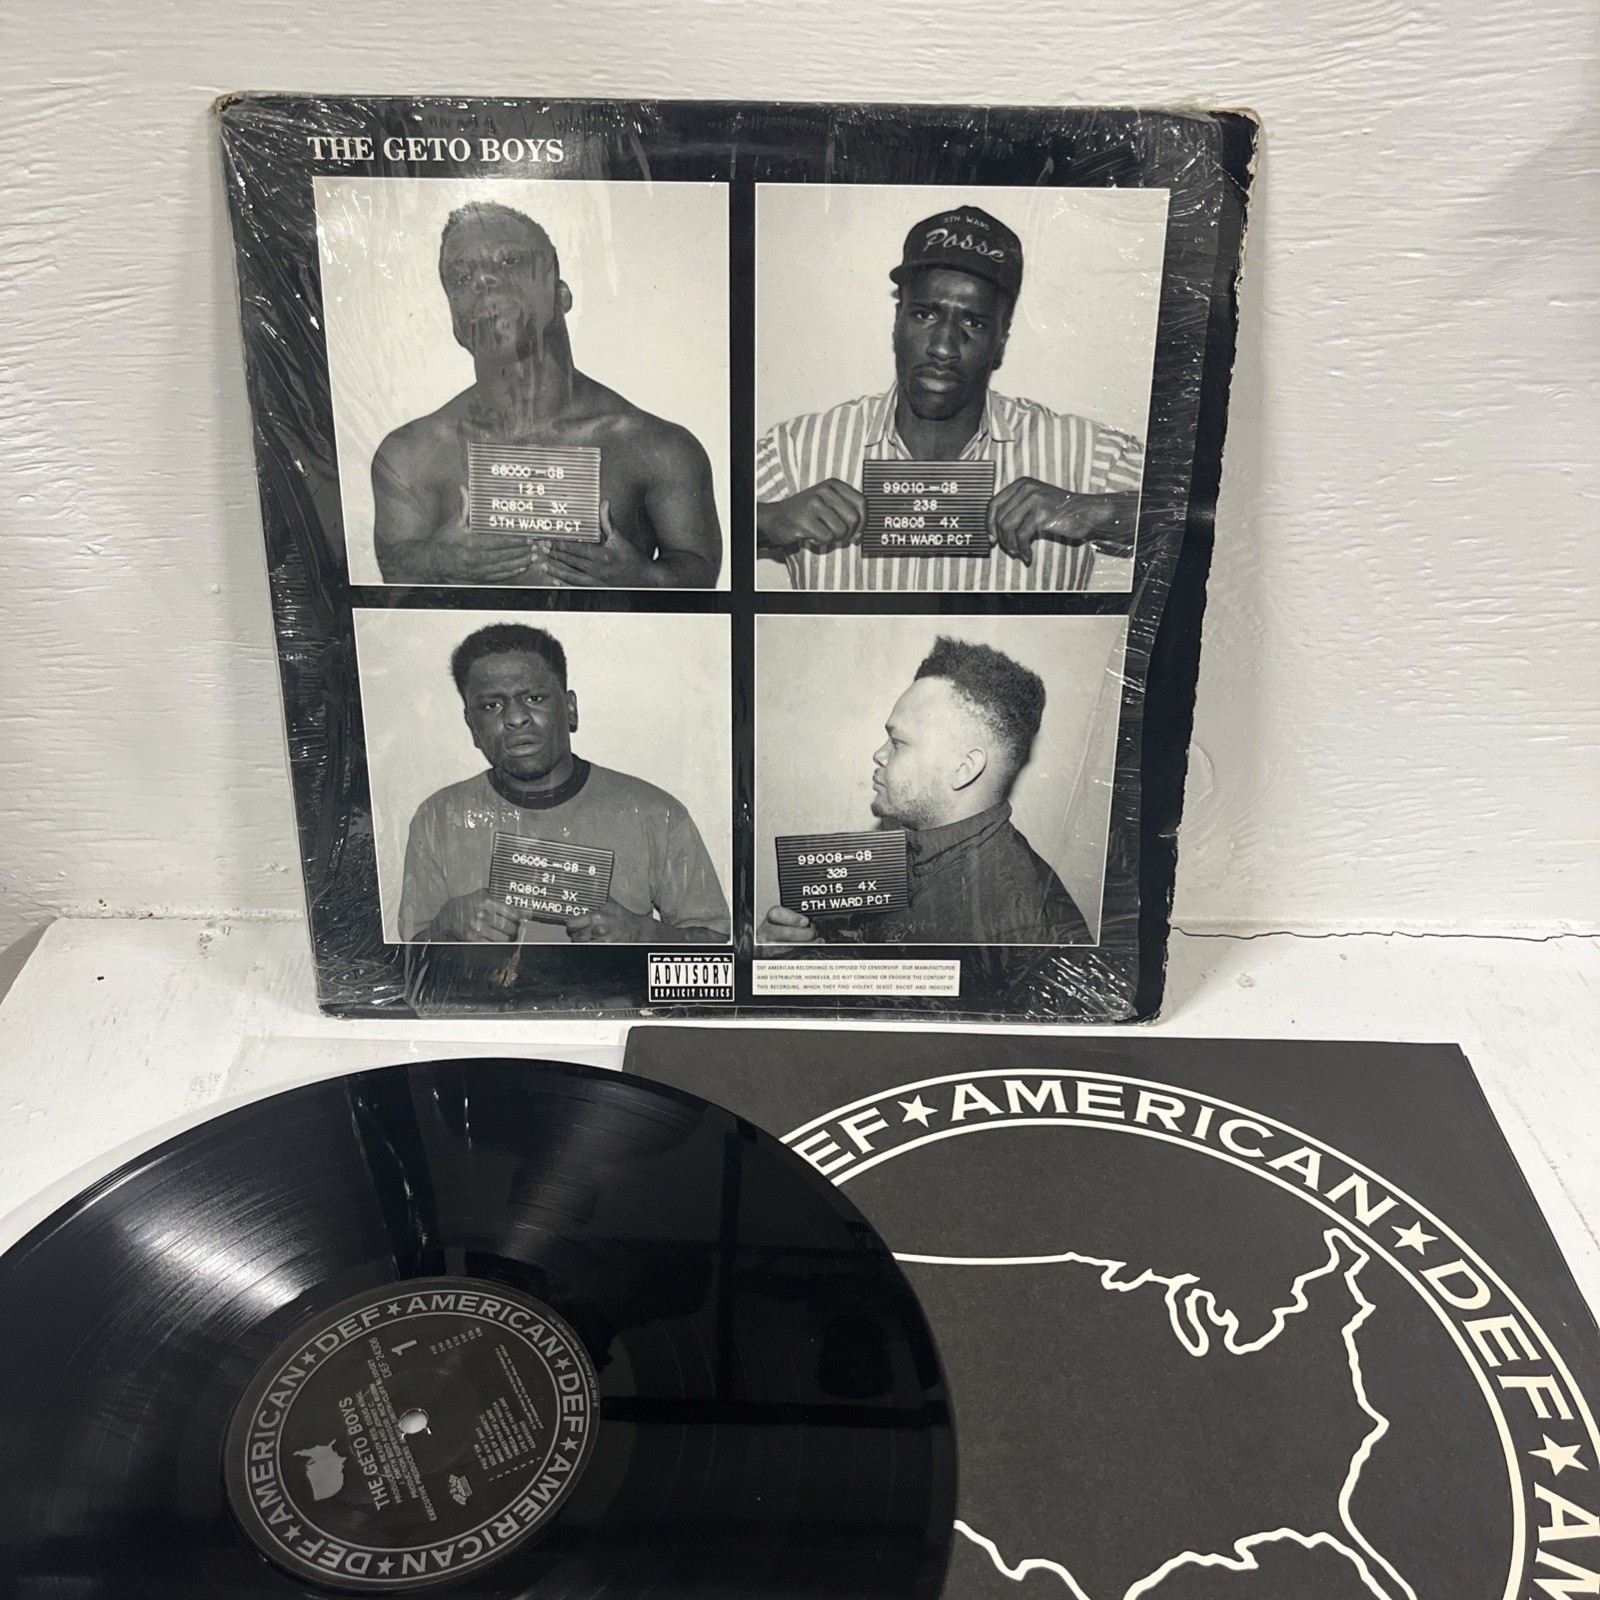 THE GETO BOYS
66050-GB
128
RQ804 3X
5TH WARD PCT
5TH WARD
Posse
99010-GB
238
RQ805 4X
5TH WARD PCT
06056-GB 8
21
RQ804 3X
5TH WARD PCT
99008-GB
328
RQ015 4X
5TH WARD PCT
PARENTAL
ADVISORY
EXPLICIT LYRICS
DEF AMERICAN RECORDINGS IS OPPOSED TO CENSORSHIP. OUR MANUFACTURER
AND DISTRIBUTOR, HOWEVER, DO NOT CONDONE OR ENDORSE THE CONTENT OF
THIS RECORDING, WHICH THEY FIND VIOLENT, SEXIST, RACIST AND INDECENT.
DEF★AMERICAN★DEF★AM
DEF★AMERICAN★DEF★AMERICAN★DEF★AMERICAN★
THE GETO BOYS
DEF 24306
1